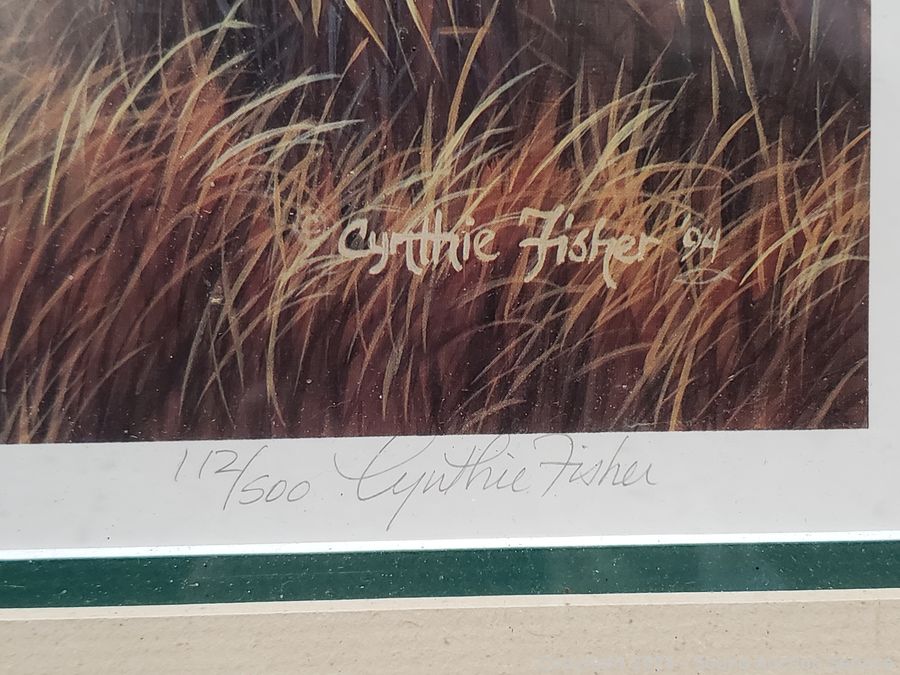 © Cynthie Fisher '94
112/500 Cynthie Fisher